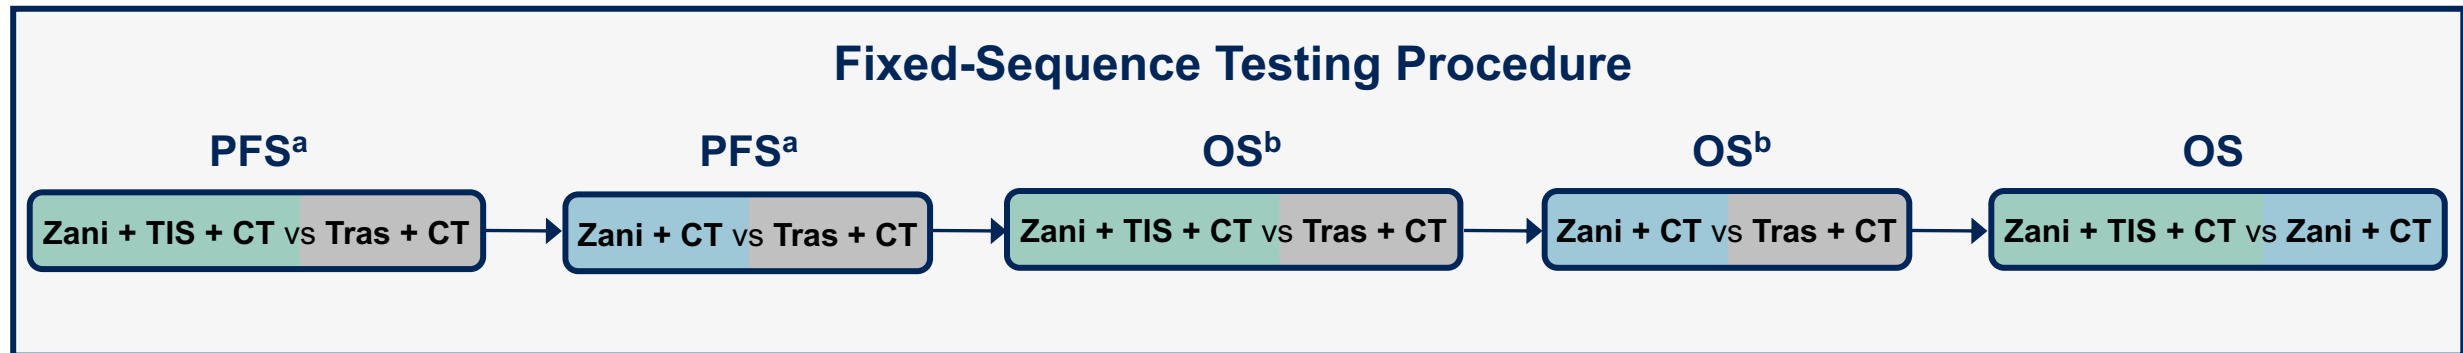 Fixed-Sequence Testing Procedure
PFSᵃ
PFSᵃ
OSᵇ
OSᵇ
OS
Zani + TIS + CT vs Tras + CT
Zani + CT vs Tras + CT
Zani + TIS + CT vs Tras + CT
Zani + CT vs Tras + CT
Zani + TIS + CT vs Zani + CT